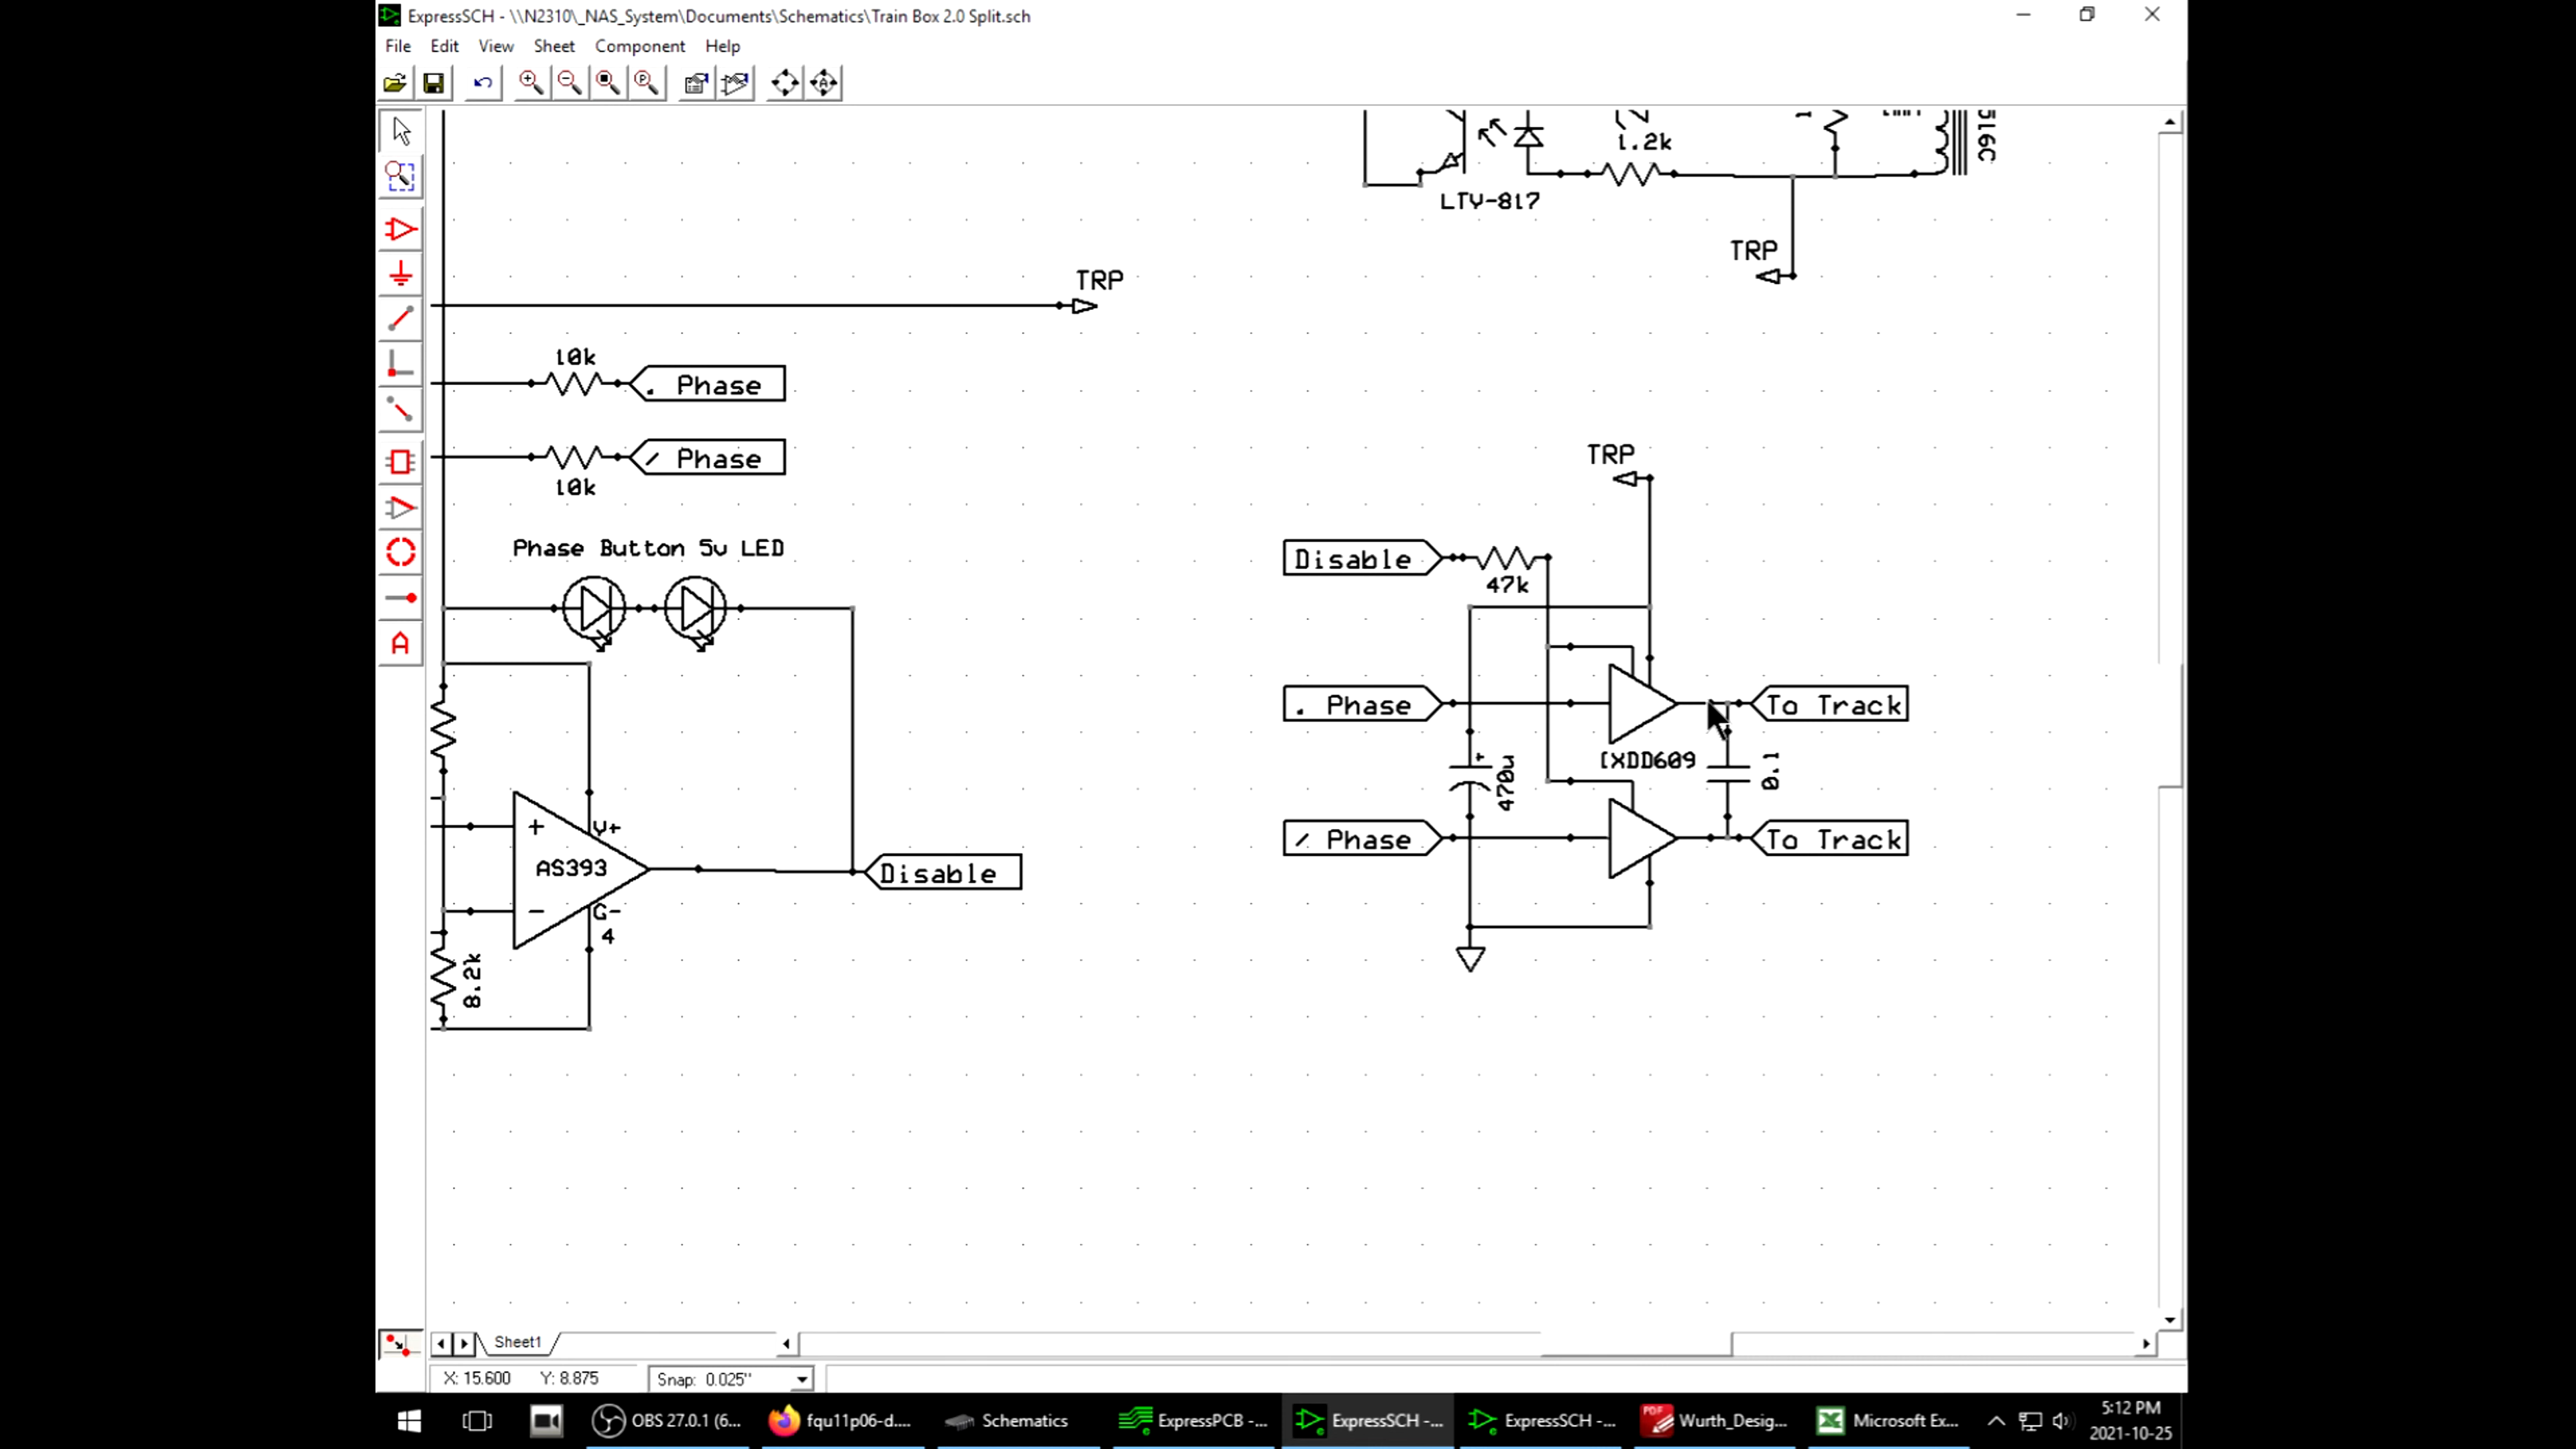 ExpressSCH - \\N2310\_NAS_System\Documents\Schematics\Train Box 2.0 Split.sch
File Edit View Sheet Component Help
1.2k
516C
LTV-817
TRP
TRP
10k
. Phase
/ Phase
10k
TRP
Phase Button 5v LED
Disable
47k
. Phase
To Track
IXDD609
470u
0.1
+
V+
AS393
-
G-
4
/ Phase
To Track
Disable
8.2k
Sheet1
X: 15.600 Y: 8.875 Snap: 0.025"
OBS 27.0.1 (6... fqu11p06-d.... Schematics ExpressPCB -... ExpressSCH -... ExpressSCH -... Wurth_Desig... Microsoft Ex...
5:12 PM
2021-10-25